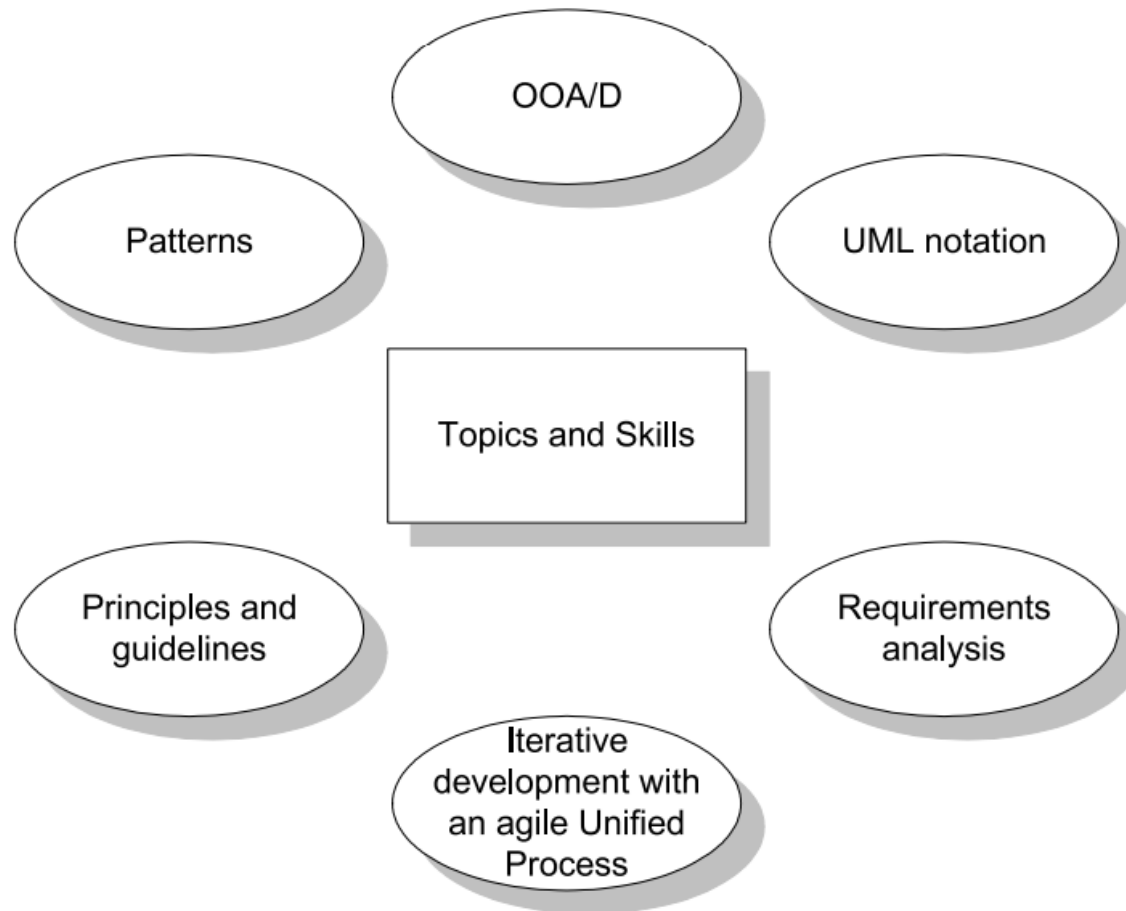 OOA/D
Patterns
UML notation
Topics and Skills
Principles and
guidelines
Requirements
analysis
Iterative
development with
an agile Unified
Process